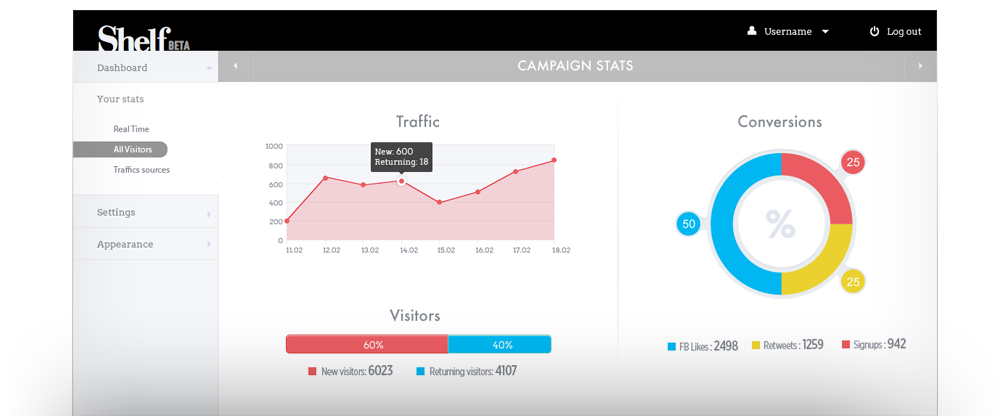 Shelf BETA
Username
Log out
Dashboard
CAMPAIGN STATS
Your stats
Real Time
All Visitors
Traffics sources
Settings
Appearance
Traffic
1000
800
600
400
200
0
New: 600
Returning: 18
11.02 12.02 13.02 14.02 15.02 16.02 17.02 18.02
Visitors
60% 40%
New visitors: 6023 Returning visitors: 4107
Conversions
25
50
%
25
FB Likes : 2498 Retweets : 1259 Signups : 942